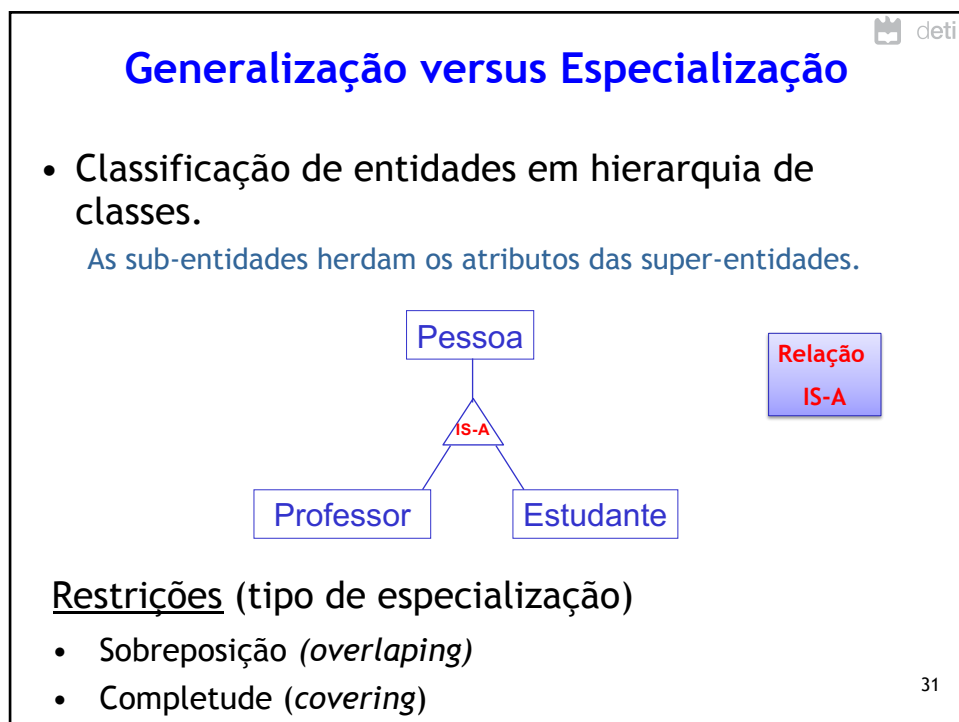 deti
Generalização versus Especialização
• Classificação de entidades em hierarquia de
classes.
As sub-entidades herdam os atributos das super-entidades.
Pessoa
Relação
IS-A
IS-A
Professor
Estudante
Restrições (tipo de especialização)
• Sobreposição (overlaping)
• Completude (covering)
31